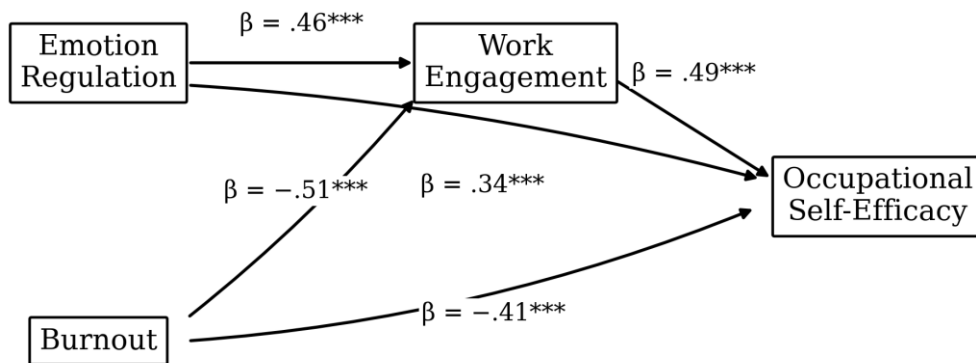 β = .46***
Emotion
Regulation
Work
Engagement
β = .49***
β = −.51***
β = .34***
Occupational
Self-Efficacy
β = −.41***
Burnout